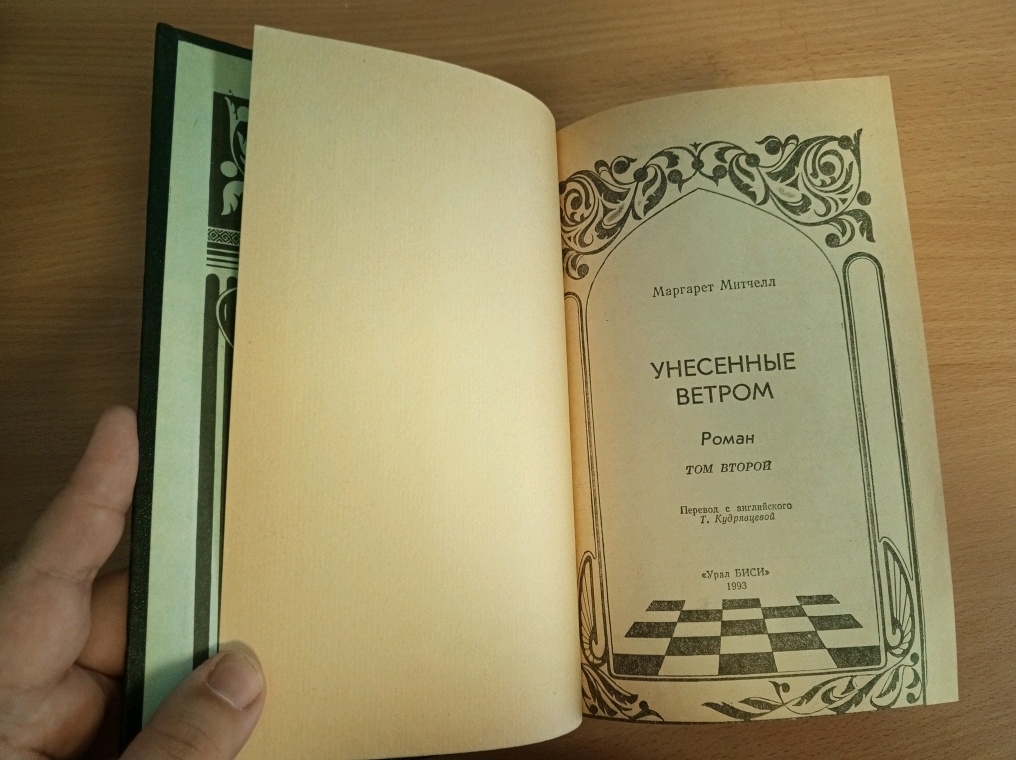 Маргарет Митчелл
УНЕСЕННЫЕ
ВЕТРОМ
Роман
ТОМ ВТОРОЙ
Перевод с английского
Т. Кудрявцевой
«Урал БИСИ»
1993